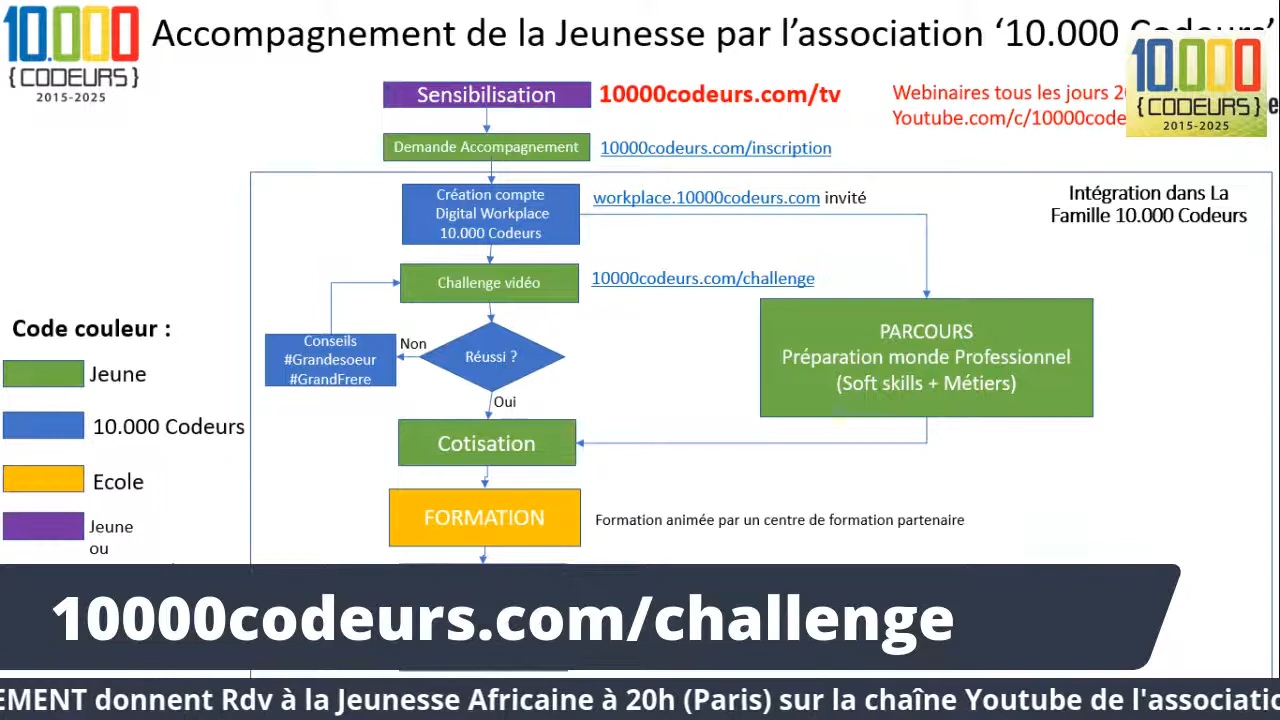 10.000
{CODEURS}
2015-2025
Accompagnement de la Jeunesse par l’association ‘10.000
10.000
{CODEURS}
2015-2025
Sensibilisation
10000codeurs.com/tv
Webinaires tous les jours
Youtube.com/c/10000code
Demande Accompagnement
10000codeurs.com/inscription
Création compte
Digital Workplace
10.000 Codeurs
workplace.10000codeurs.com invité
Intégration dans La
Famille 10.000 Codeurs
Challenge vidéo
10000codeurs.com/challenge
Code couleur :
Jeune
10.000 Codeurs
Ecole
Jeune
ou
Conseils
#Grandesoeur
#GrandFrere
Non
Réussi ?
Oui
PARCOURS
Préparation monde Professionnel
(Soft skills + Métiers)
Cotisation
FORMATION
Formation animée par un centre de formation partenaire
10000codeurs.com/challenge
EMENT donnent Rdv à la Jeunesse Africaine à 20h (Paris) sur la chaîne Youtube de l'associatio